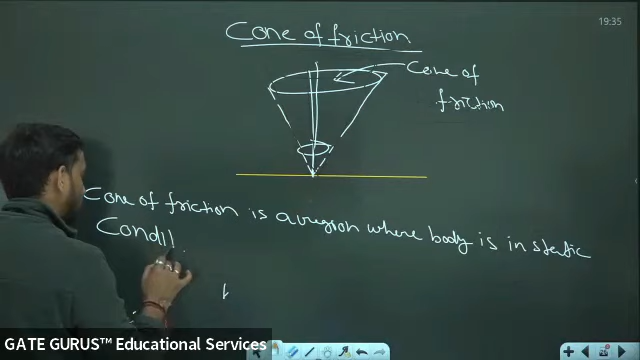 19:35
Cone of friction
Cone of
friction
Cone of friction is a region where body is in static
Condit
GATE GURUS™ Educational Services